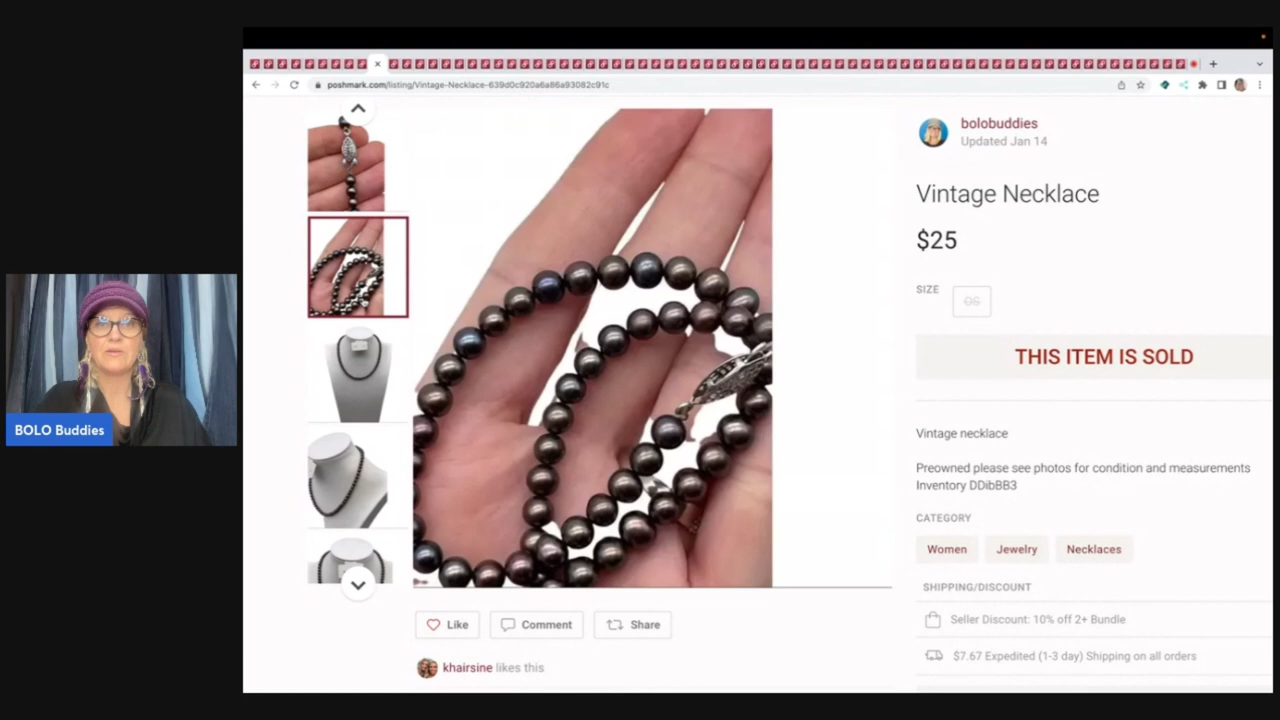 poshmark.com/listing/Vintage-Necklace-639d0c920a6a86a93082c91c
bolobuddies
Updated Jan 14
Vintage Necklace
$25
SIZE
OS
THIS ITEM IS SOLD
Vintage necklace
Preowned please see photos for condition and measurements
Inventory DDibBB3
CATEGORY
Women
Jewelry
Necklaces
SHIPPING/DISCOUNT
Seller Discount: 10% off 2+ Bundle
$7.67 Expedited (1-3 day) Shipping on all orders
Like
Comment
Share
khairsine likes this
BOLO Buddies